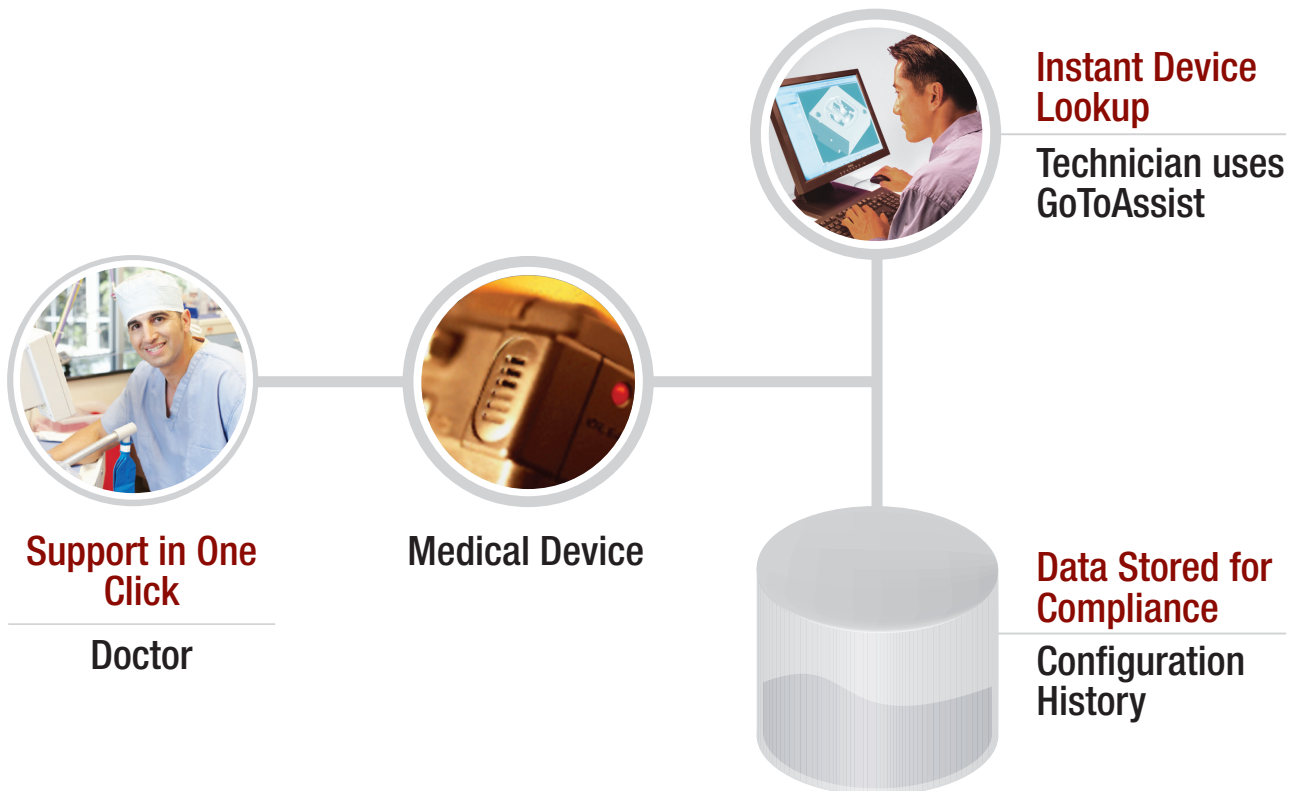 Instant Device
Lookup
Technician uses
GoToAssist
Support in One
Click
Doctor
Medical Device
Data Stored for
Compliance
Configuration
History